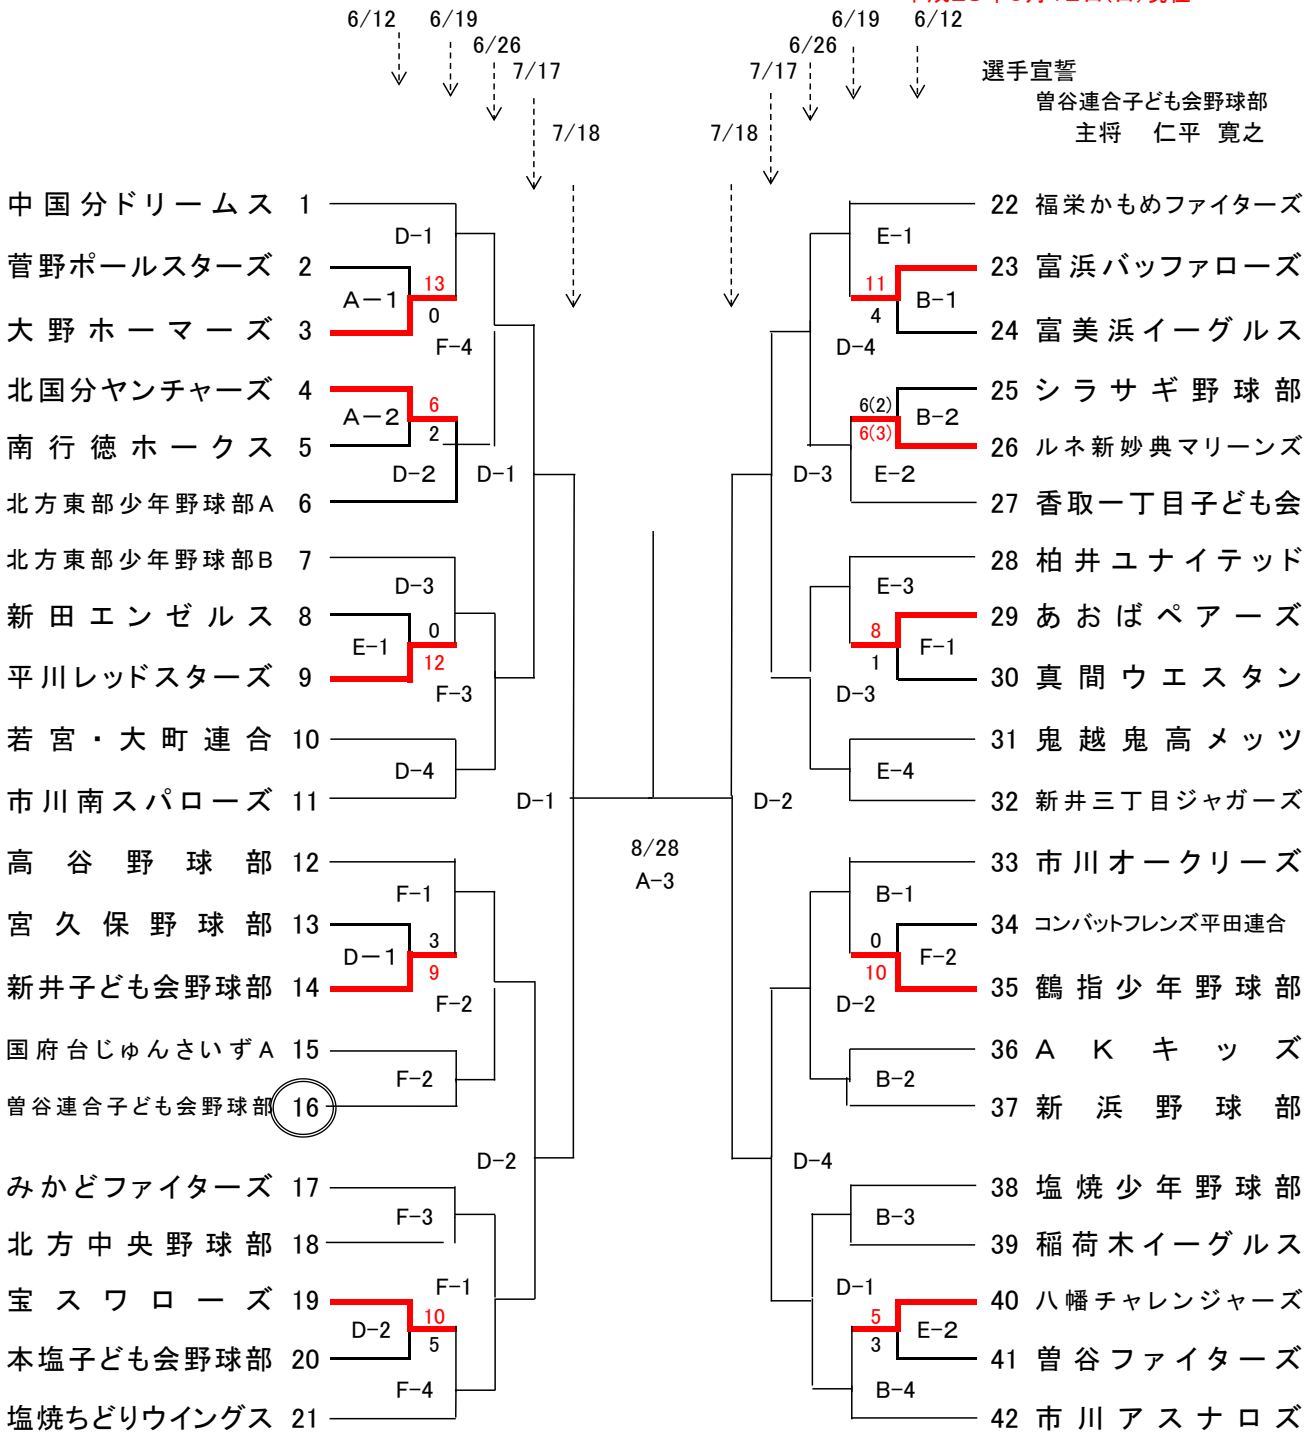 6/12
6/19
6/26
7/17
7/18
6/19
6/12
6/26
7/17
7/18
選手宣誓
曽谷連合子ども会野球部
主将 仁平 寛之
中国分ドリームス 1
菅野ポールスターズ 2
大野ホーマーズ 3
北国分ヤンチャーズ 4
南行徳ホークス 5
北方東部少年野球部A 6
北方東部少年野球部B 7
新田エンゼルス 8
平川レッドスターズ 9
若宮・大町連合 10
市川南スパローズ 11
高谷野球部 12
宮久保野球部 13
新井子ども会野球部 14
国府台じゅんさいずA 15
曽谷連合子ども会野球部 16
みかどファイターズ 17
北方中央野球部 18
宝スワローズ 19
本塩子ども会野球部 20
塩焼ちどりウイングス 21
D-1
A-1
13
0
F-4
A-2
6
2
D-2
D-1
D-3
E-1
0
12
F-3
D-4
D-1
F-1
D-1
3
9
F-2
F-2
D-2
F-3
F-1
D-2
10
5
F-4
8/28
A-3
E-1
11
4
B-1
D-4
6(2)
6(3)
B-2
D-3
E-2
E-3
8
1
F-1
D-3
E-4
D-2
B-1
0
10
F-2
D-2
B-2
D-4
B-3
D-1
5
3
E-2
B-4
22 福栄かもめファイターズ
23 富浜バッファローズ
24 富美浜イーグルス
25 シラサギ野球部
26 ルネ新妙典マリーンズ
27 香取一丁目子ども会
28 柏井ユナイテッド
29 あおばペアーズ
30 真間ウエスタン
31 鬼越鬼高メッツ
32 新井三丁目ジャガーズ
33 市川オークリーズ
34 コンバットフレンズ平田連合
35 鶴指少年野球部
36 AKキッズ
37 新浜野球部
38 塩焼少年野球部
39 稲荷木イーグルス
40 八幡チャレンジャーズ
41 曽谷ファイターズ
42 市川アスナロズ